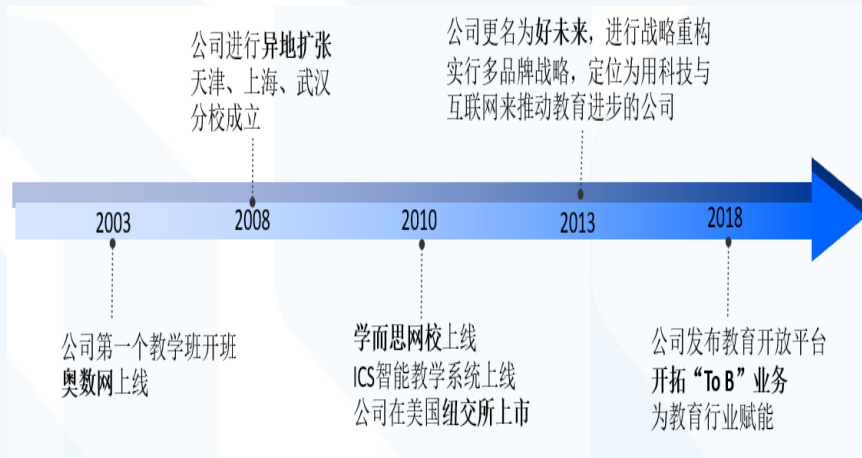 公司进行异地扩张
天津、上海、武汉
分校成立
公司更名为好未来，进行战略重构
实行多品牌战略，定位为用科技与
互联网来推动教育进步的公司
2003
2008
2010
2013
2018
公司第一个教学班开班
奥数网上线
学而思网校上线
ICS智能教学系统上线
公司在美国纽交所上市
公司发布教育开放平台
开拓“To B”业务
为教育行业赋能